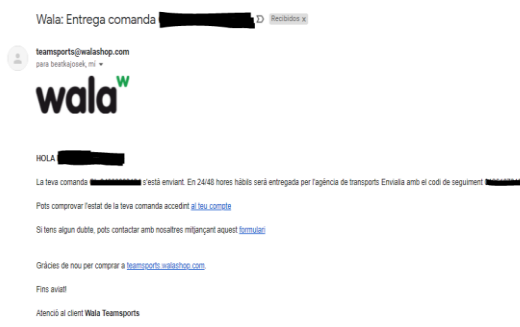 Wala: Entrega comanda
Recibidos x
teamsports@walashop.com
para beatkajosek, mí
wala w
HOLA
La teva comanda s'està enviant. En 24/48 hores hàbils serà entregada per l'agència de transports Envialia amb el codi de seguiment
Pots comprovar l'estat de la teva comanda accedint al teu compte
Si tens algun dubte, pots contactar amb nosaltres mitjançant aquest formulari
Gràcies de nou per comprar a teamsports.walashop.com.
Fins aviat!
Atenció al client Wala Teamsports